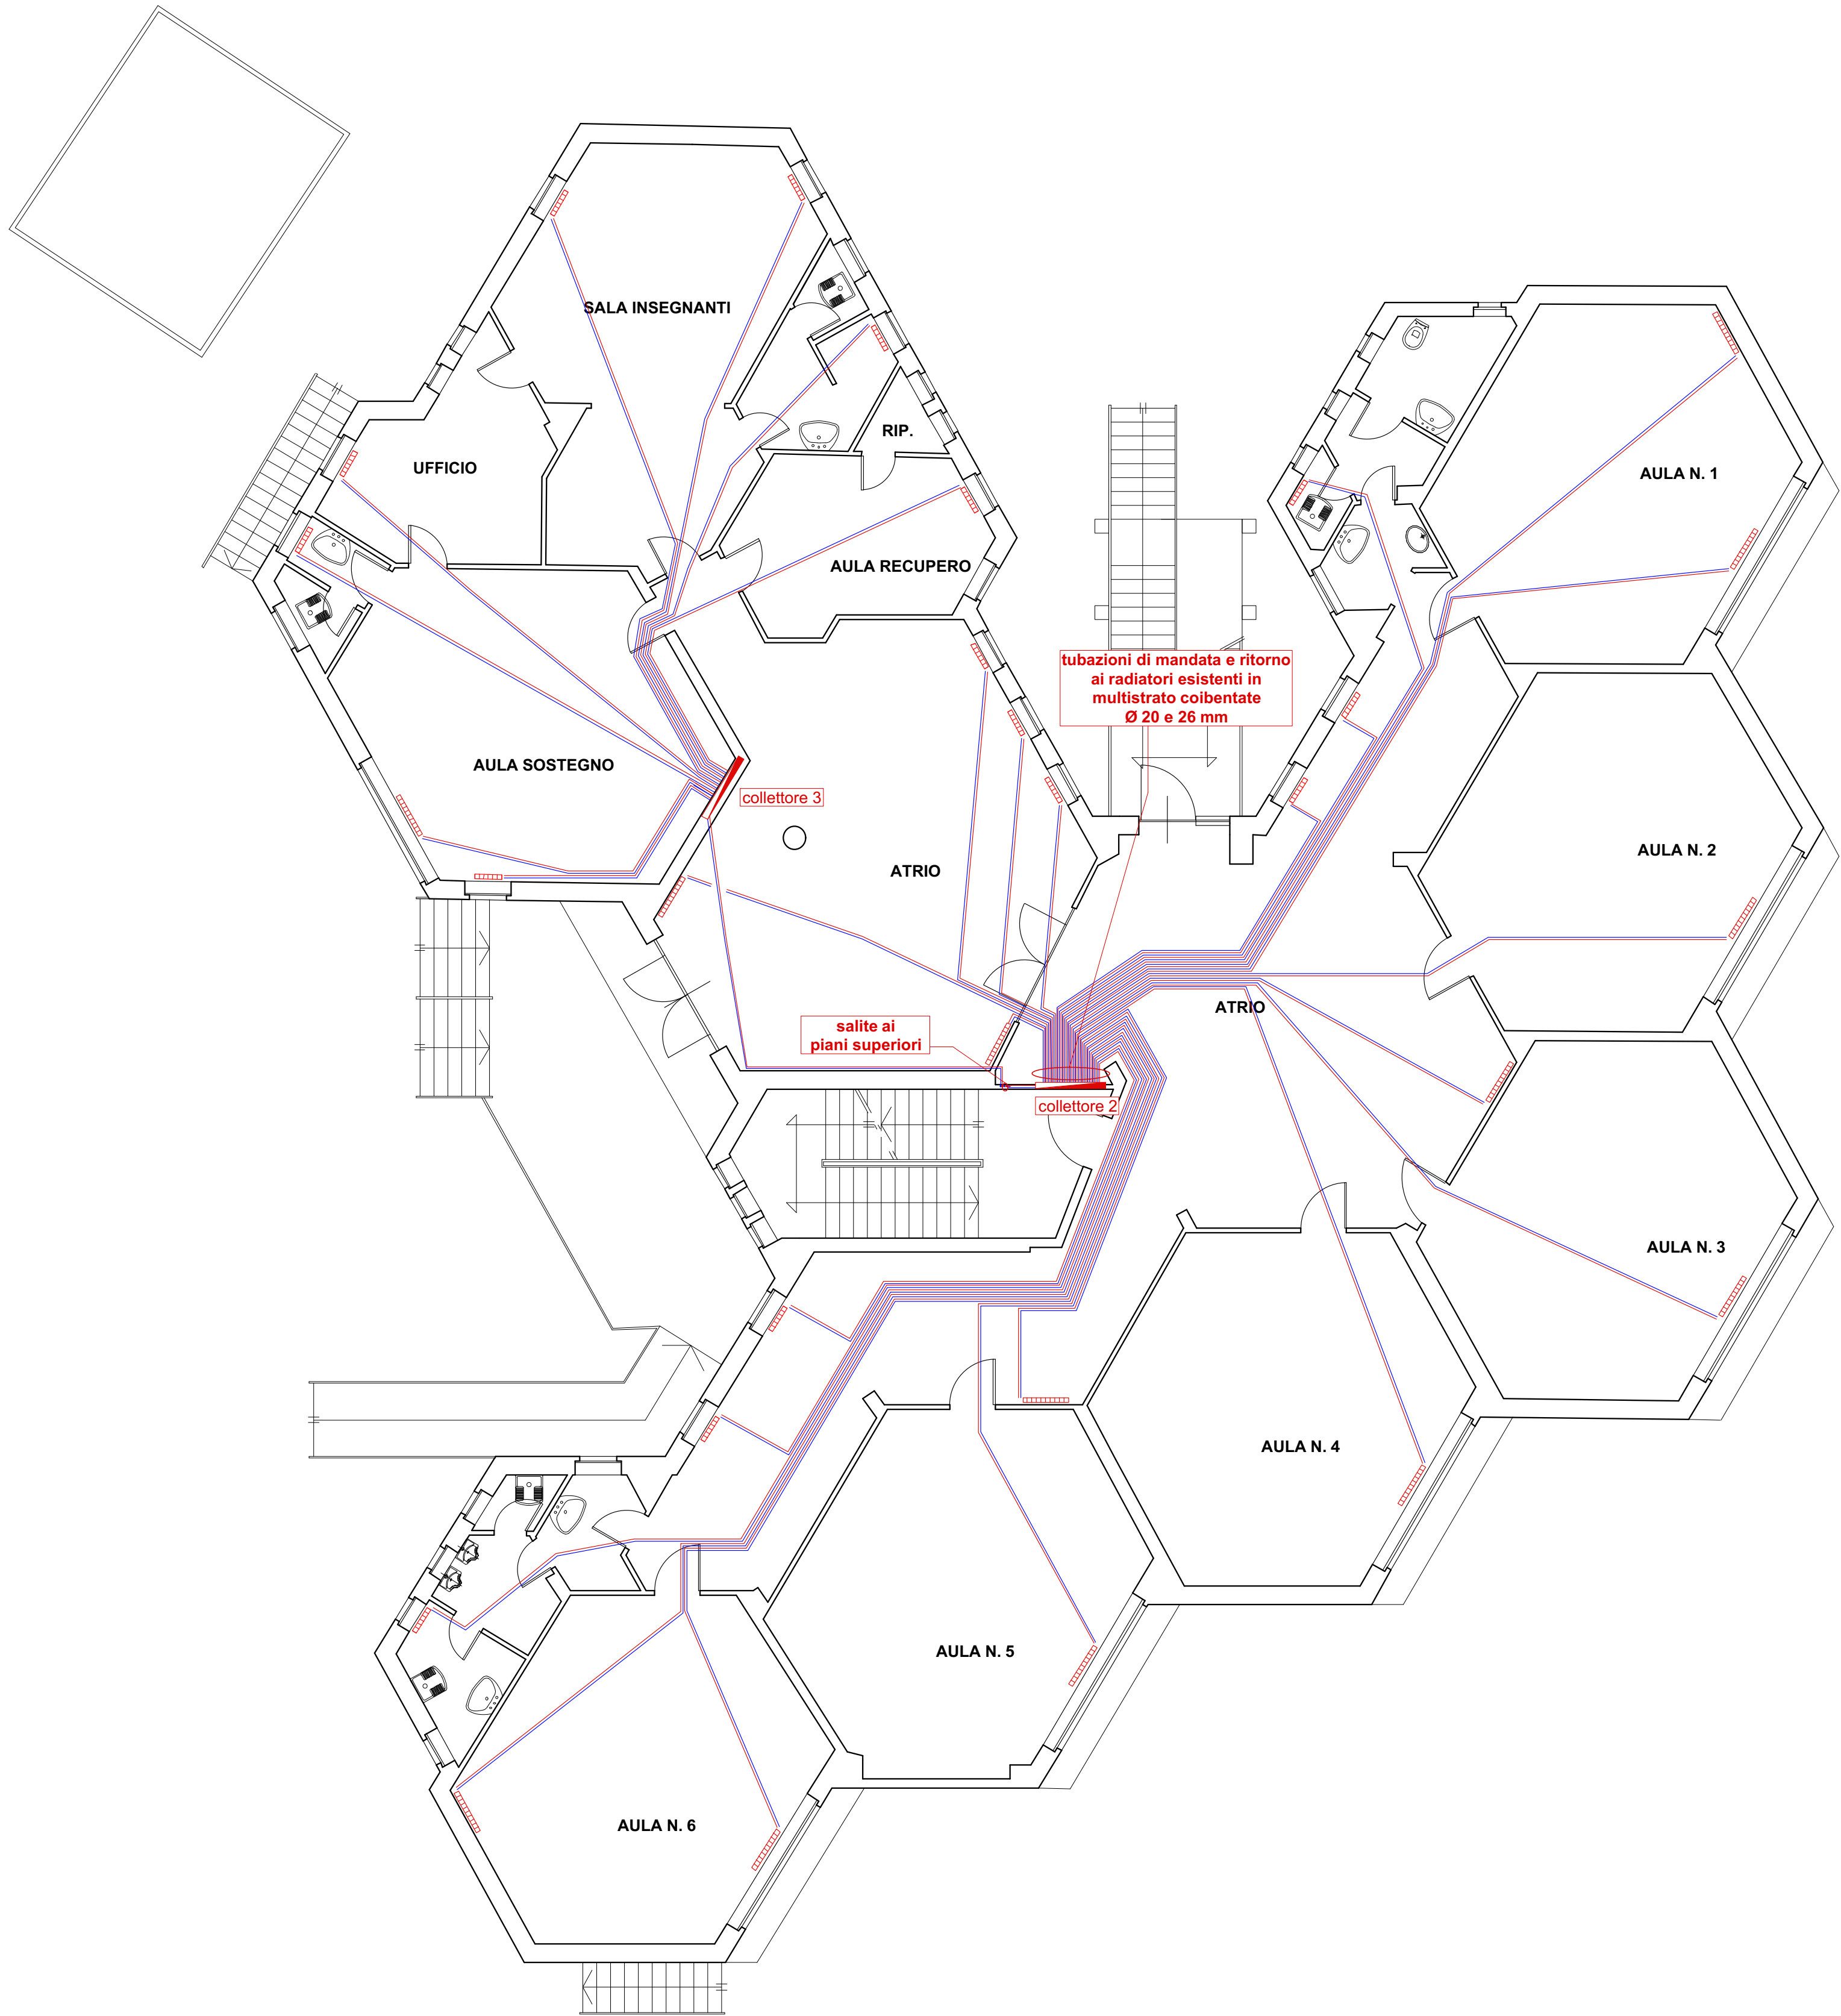 SALA INSEGNANTI
RIP.
UFFICIO
AULA N. 1
AULA RECUPERO
tubazioni di mandata e ritorno
ai radiatori esistenti in
multistrato coibentate
Ø 20 e 26 mm
AULA SOSTEGNO
collettore 3
ATRIO
AULA N. 2
ATRIO
salite ai
piani superiori
collettore 2
AULA N. 3
AULA N. 4
AULA N. 5
AULA N. 6